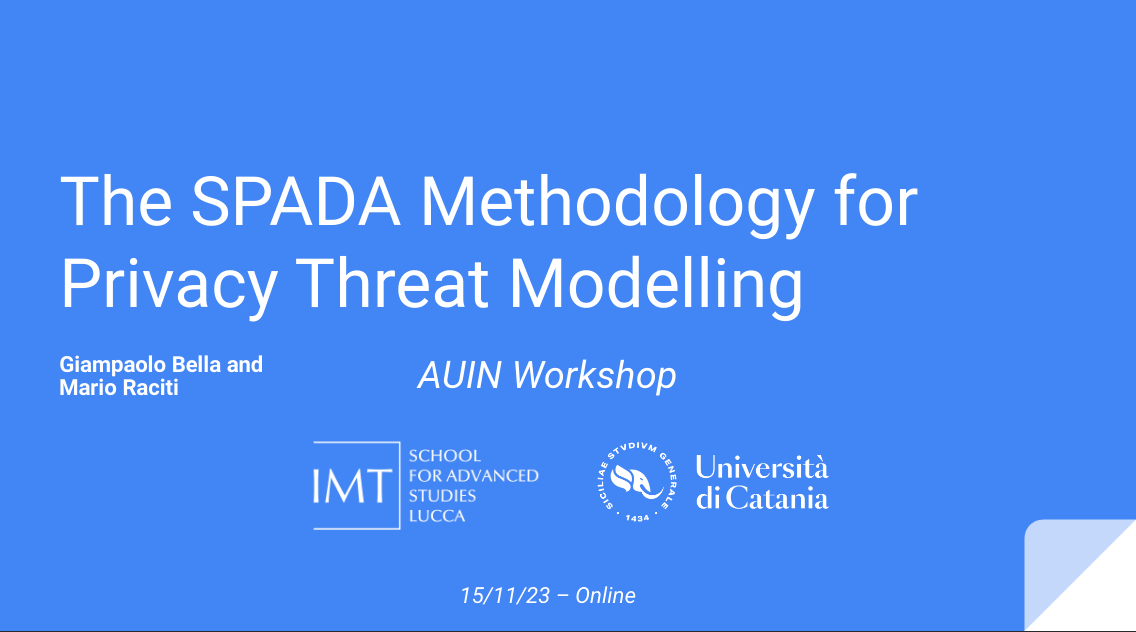 The SPADA Methodology for
Privacy Threat Modelling
Giampaolo Bella and
Mario Raciti
AUIN Workshop
IMT
SCHOOL
FOR ADVANCED
STUDIES
LUCCA
SICILIAE STVDIVM GENERALE
· 1434 ·
Università
di Catania
15/11/23 – Online